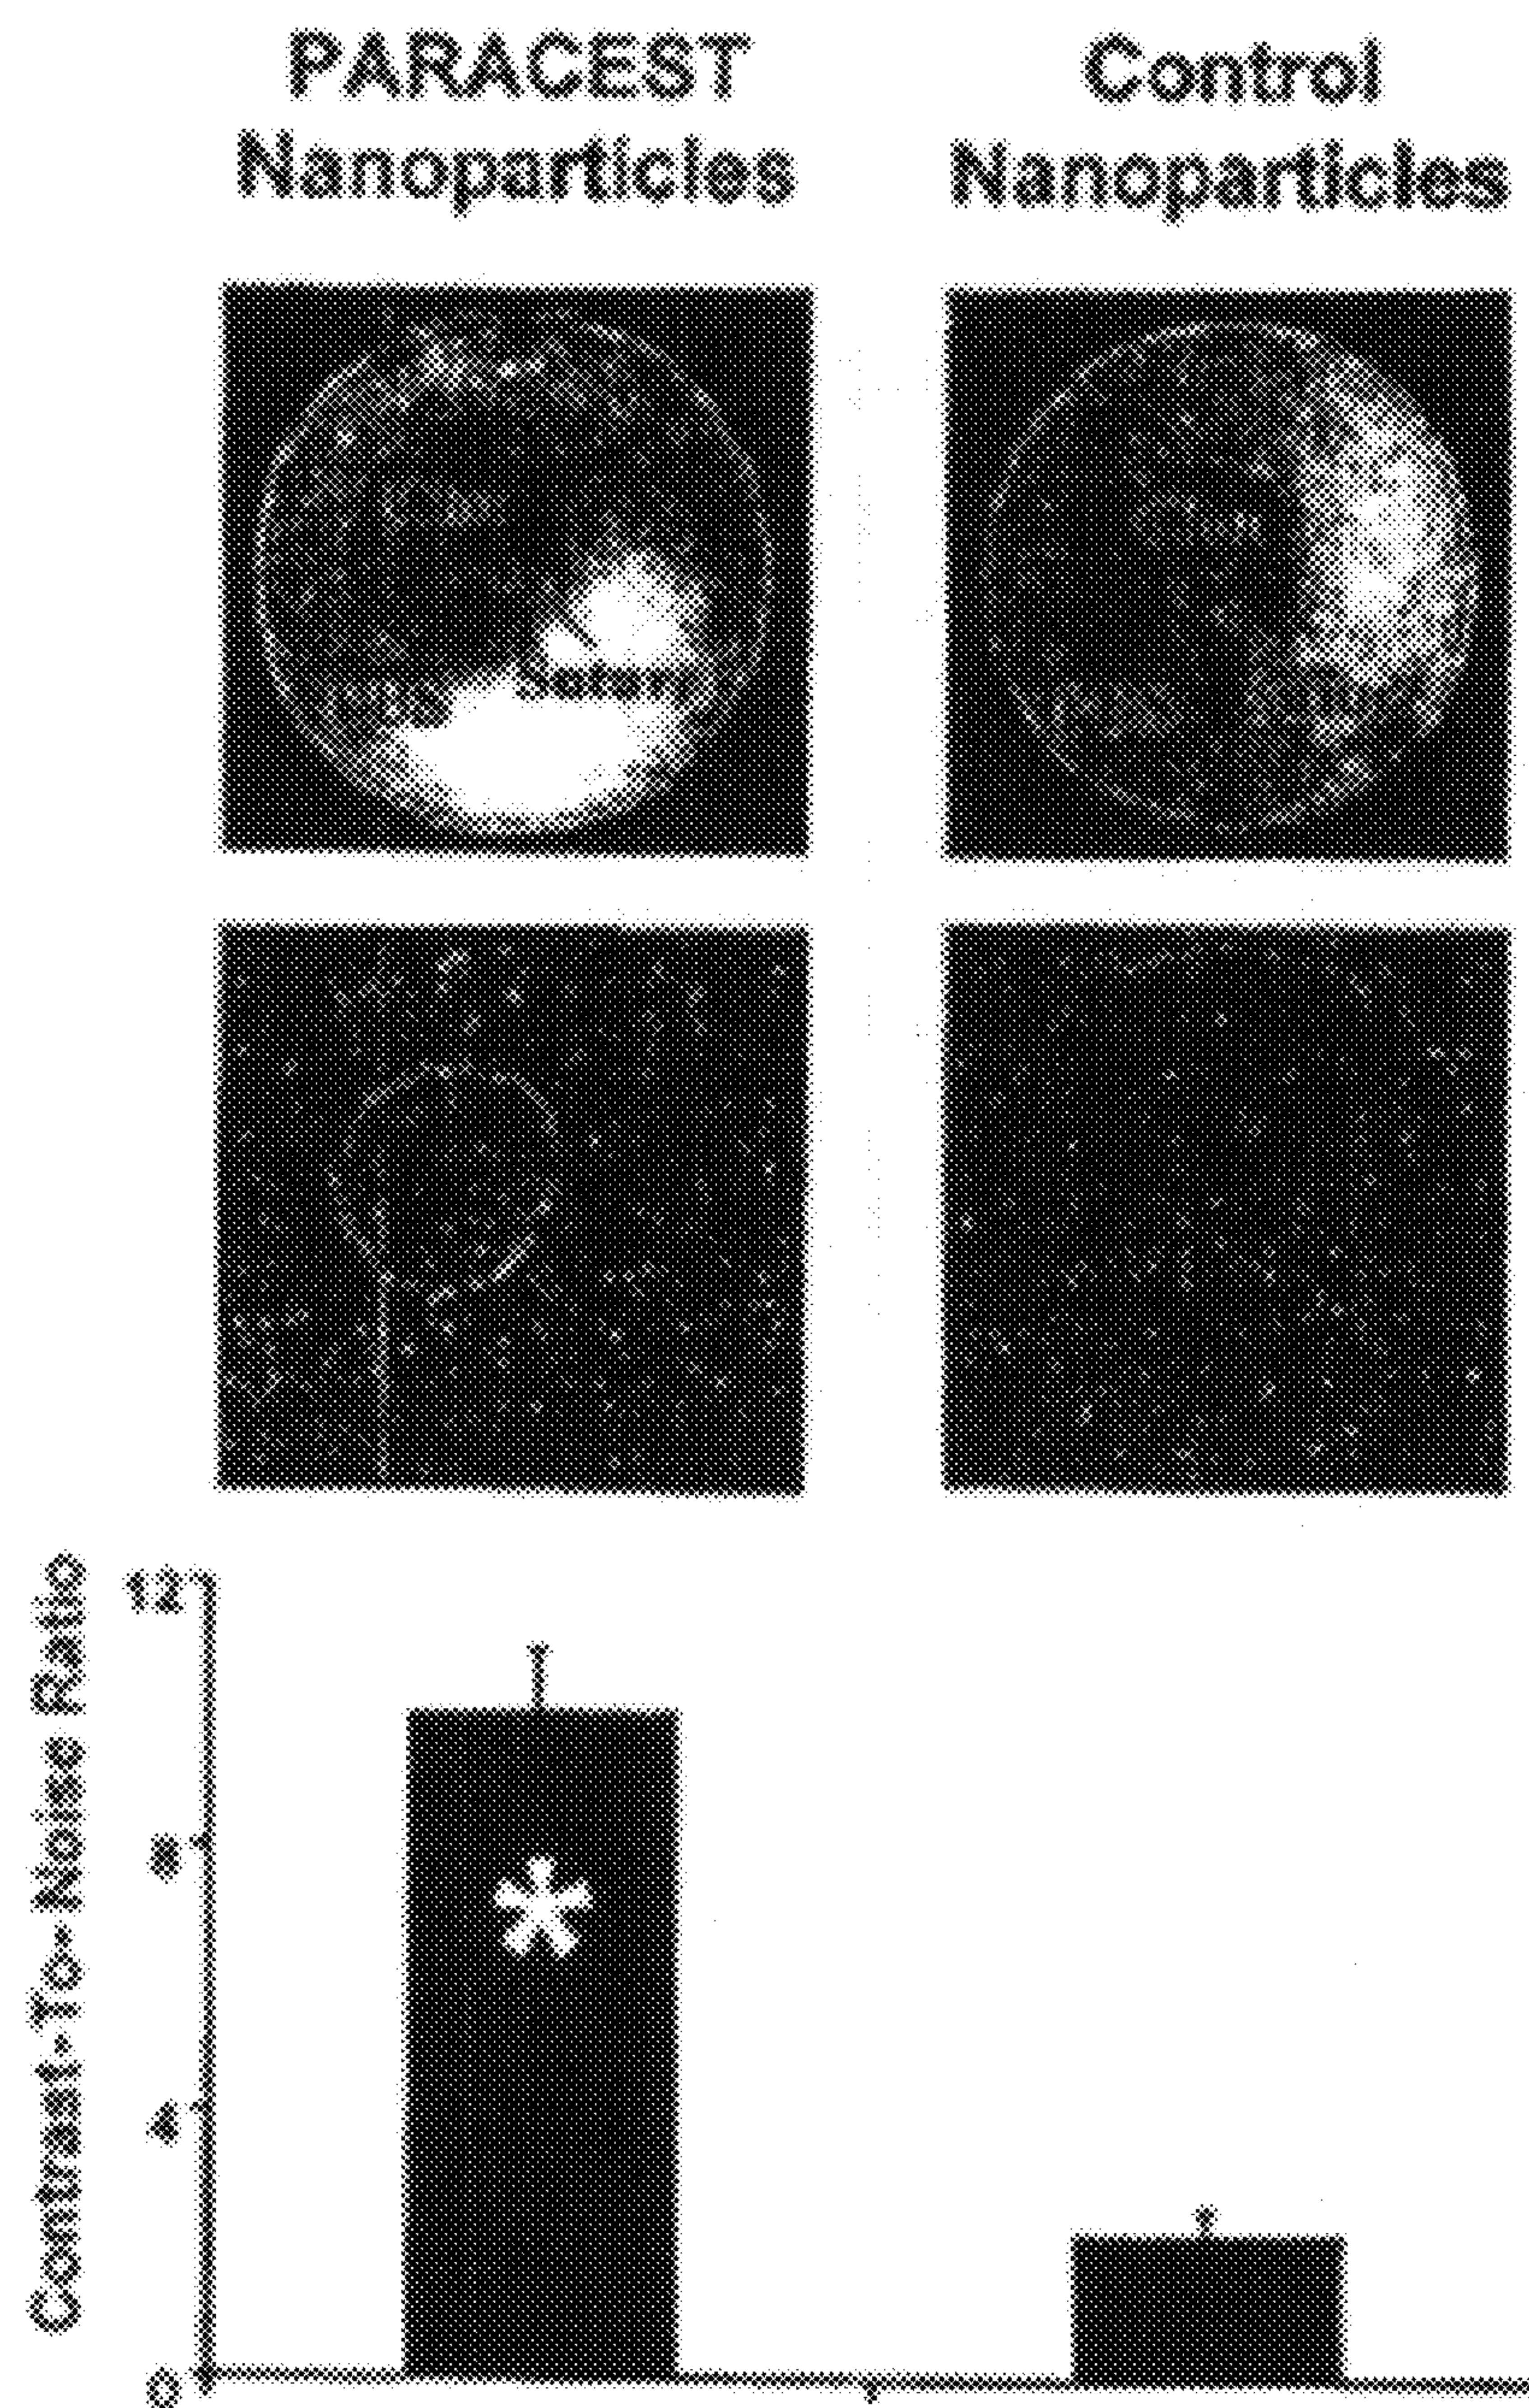 PARACEST
Nanoparticles
Control
Nanoparticles
Contrast-To-Noise Ratio
12
8
4
*
0